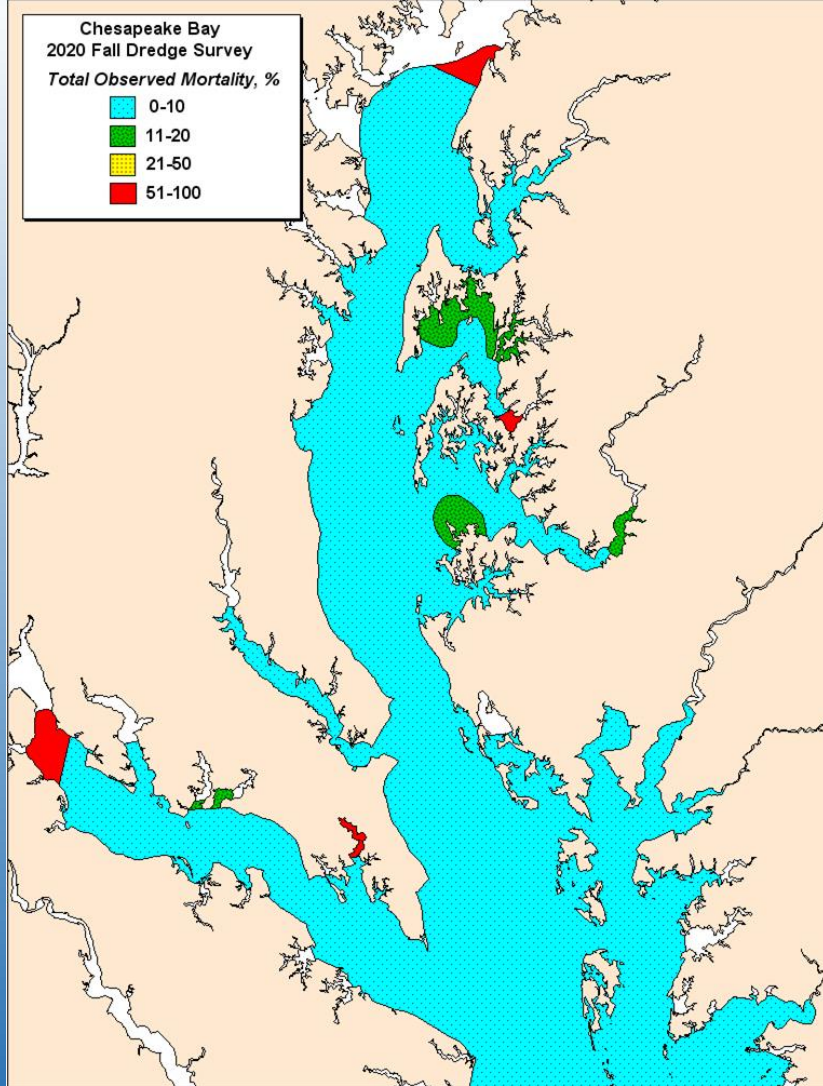 Chesapeake Bay
2020 Fall Dredge Survey
Total Observed Mortality, %
0-10
11-20
21-50
51-100